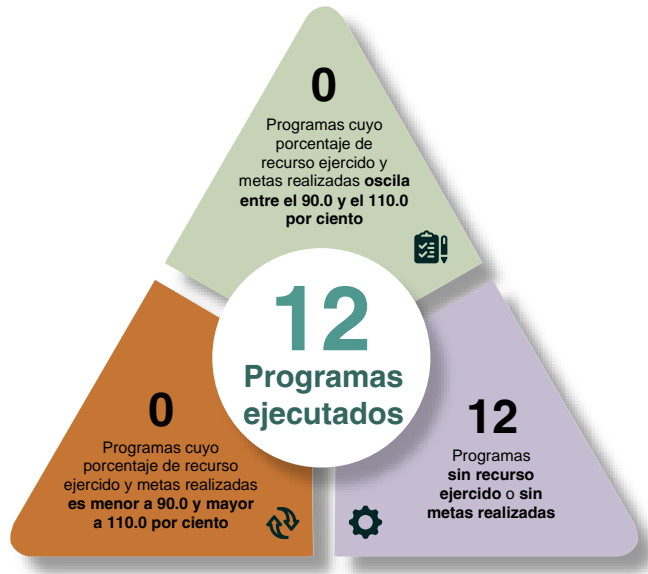 0
Programas cuyo
porcentaje de
recurso ejercido y
metas realizadas oscila
entre el 90.0 y el 110.0
por ciento
12
Programas
ejecutados
0
Programas cuyo
porcentaje de recurso
ejercido y metas realizadas
es menor a 90.0 y mayor
a 110.0 por ciento
12
Programas
sin recurso
ejercido o sin
metas realizadas